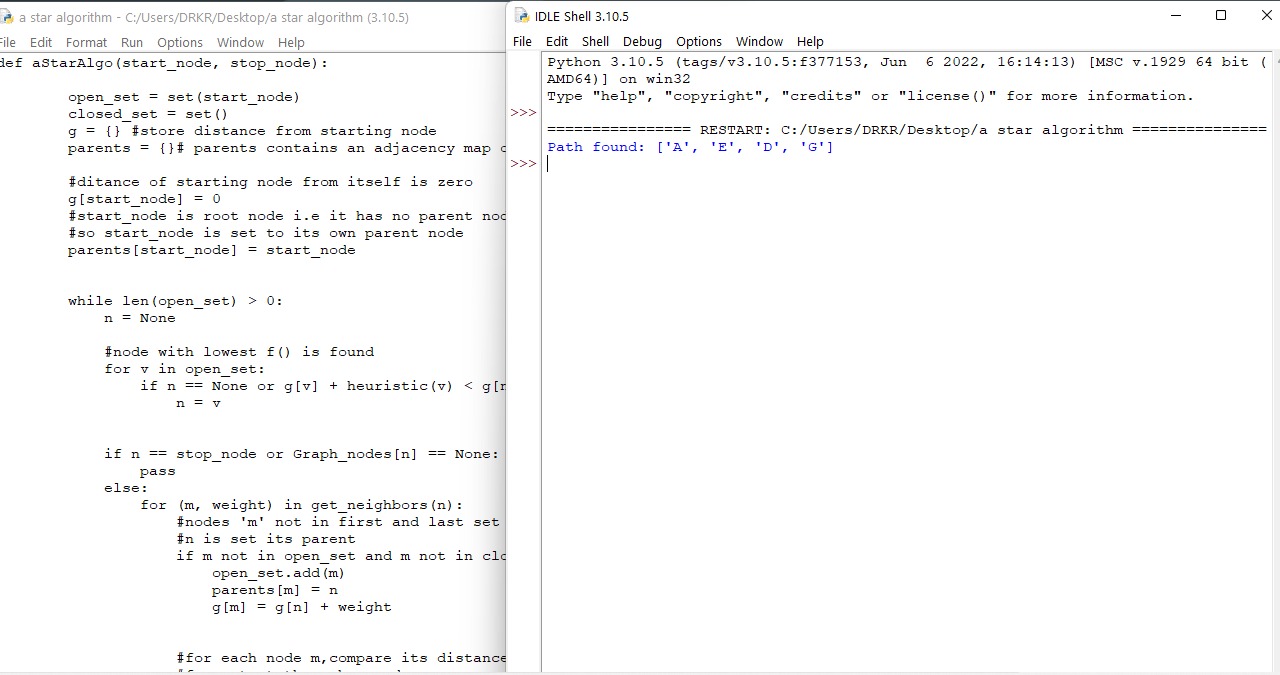 a star algorithm - C:/Users/DRKR/Desktop/a star algorithm (3.10.5)
File Edit Format Run Options Window Help
def aStarAlgo(start_node, stop_node):
open_set = set(start_node)
closed_set = set()
g = {} #store distance from starting node
parents = {}# parents contains an adjacency map
#ditance of starting node from itself is zero
g[start_node] = 0
#start_node is root node i.e it has no parent
#so start_node is set to its own parent node
parents[start_node] = start_node
while len(open_set) > 0:
n = None
#node with lowest f() is found
for v in open_set:
if n == None or g[v] + heuristic(v) < g[n
n = v
if n == stop_node or Graph_nodes[n] == None:
pass
else:
for (m, weight) in get_neighbors(n):
#nodes 'm' not in first and last set
#n is set its parent
if m not in open_set and m not in
open_set.add(m)
parents[m] = n
g[m] = g[n] + weight
#for each node m,compare its distance
IDLE Shell 3.10.5
File Edit Shell Debug Options Window Help
Python 3.10.5 (tags/v3.10.5:f377153, Jun  6 2022, 16:14:13) [MSC v.1929 64 bit (
AMD64)] on win32
Type "help", "copyright", "credits" or "license()" for more information.
>>>
================ RESTART: C:/Users/DRKR/Desktop/a star algorithm ===============
Path found: ['A', 'E', 'D', 'G']
>>>